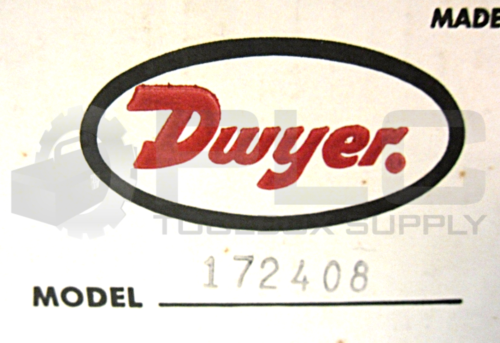 MADE
Dwyer.
PLC
TOOLBOX SUPPLY
172408
MODEL